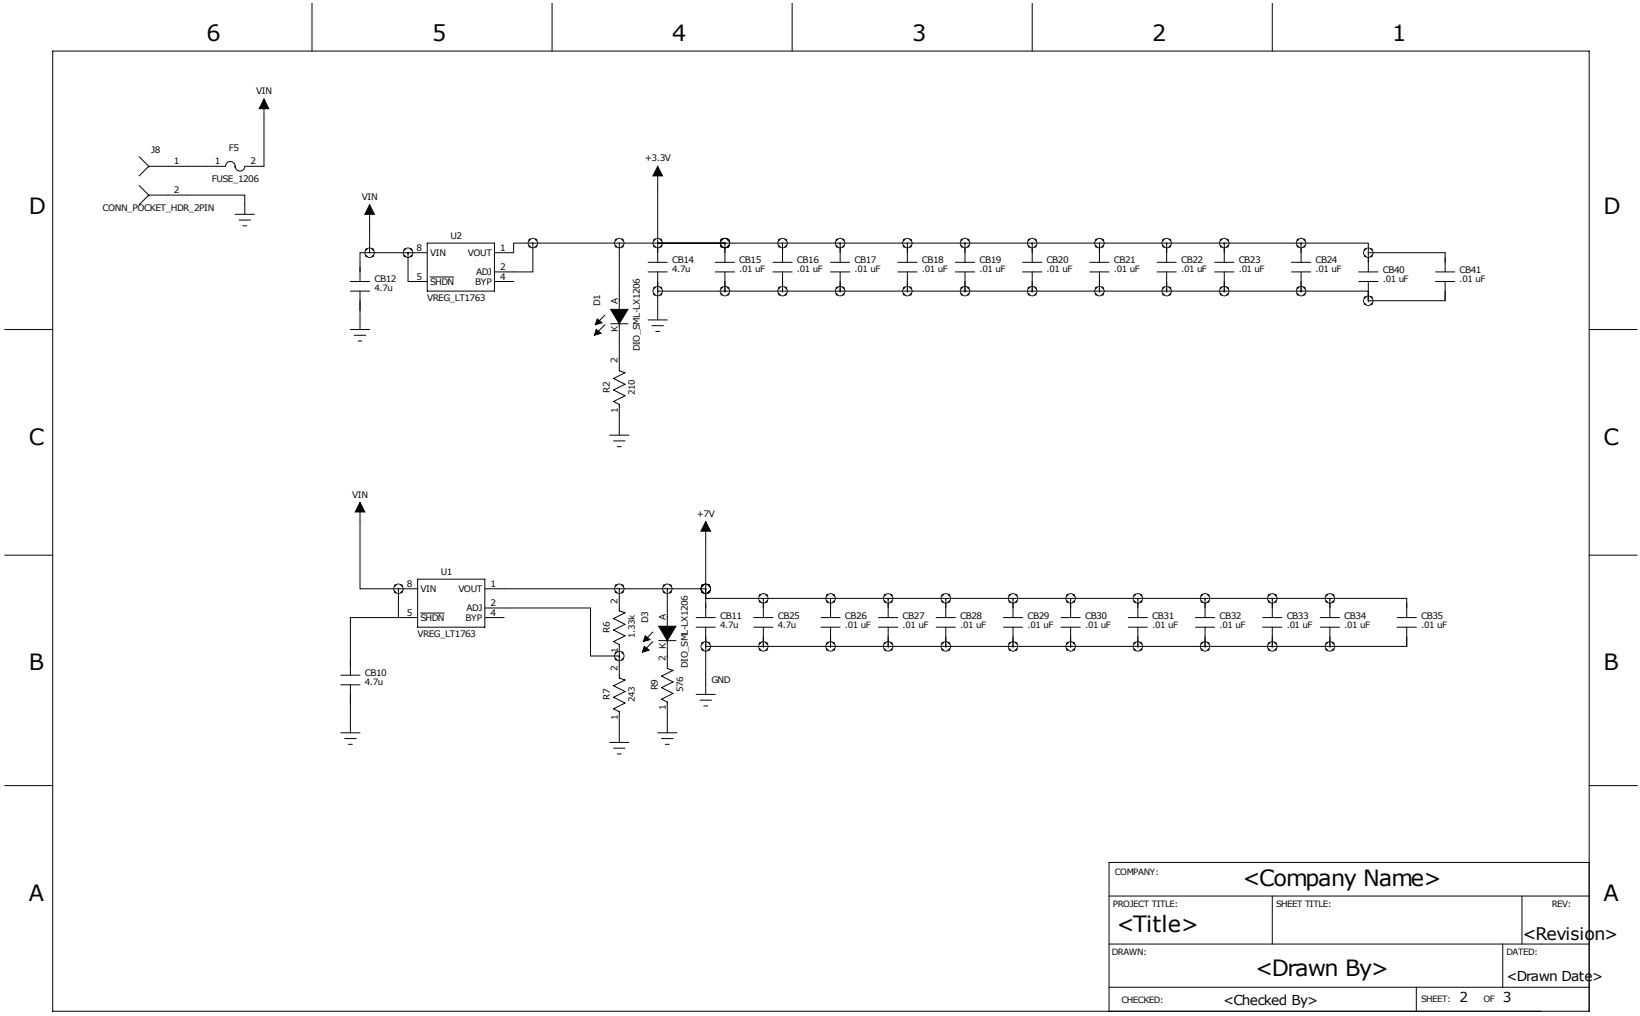 6 5 4 3 2 1
VIN
J8 1 1 F5 2
FUSE_1206
2
CONN_POCKET_HDR_2PIN
D D
+3.3V
VIN
U2
8 VIN VOUT 1
ADJ 2
5 SHDN BYP 4
VREG_LT1763
CB12
4.7u
CB14
4.7u
CB15
.01 uF
CB16
.01 uF
CB17
.01 uF
CB18
.01 uF
CB19
.01 uF
CB20
.01 uF
CB21
.01 uF
CB22
.01 uF
CB23
.01 uF
CB24
.01 uF
CB40
.01 uF
CB41
.01 uF
D1
A
K
DIO_SML-LX1206
2
R2
210
1
C C
VIN
+7V
U1
8 VIN VOUT 1
ADJ 2
5 SHDN BYP 4
VREG_LT1763
CB10
4.7u
2
R6
1.33k
1
2
R7
243
1
D3
A
K
DIO_SML-LX1206
2
R9
576
1
CB11
4.7u
CB25
4.7u
CB26
.01 uF
CB27
.01 uF
CB28
.01 uF
CB29
.01 uF
CB30
.01 uF
CB31
.01 uF
CB32
.01 uF
CB33
.01 uF
CB34
.01 uF
CB35
.01 uF
GND
B B
A A
COMPANY: <Company Name>
PROJECT TITLE: SHEET TITLE: REV:
<Title> <Revision>
DRAWN: DATED:
<Drawn By> <Drawn Date>
CHECKED: <Checked By> SHEET: 2 OF 3